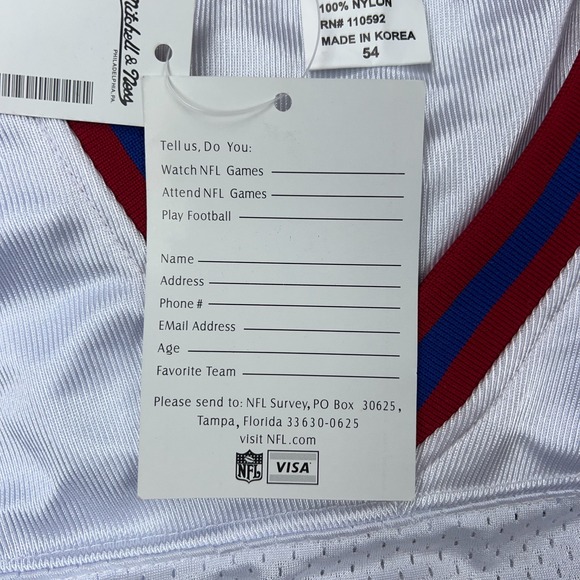 Mitchell & Ness
PHILADELPHIA, PA
100% NYLON
RN# 110592
MADE IN KOREA
54
Tell us, Do You:
Watch NFL Games
Attend NFL Games
Play Football
Name
Address
Phone #
EMail Address
Age
Favorite Team
Please send to: NFL Survey, PO Box 30625,
Tampa, Florida 33630-0625
visit NFL.com
NFL VISA